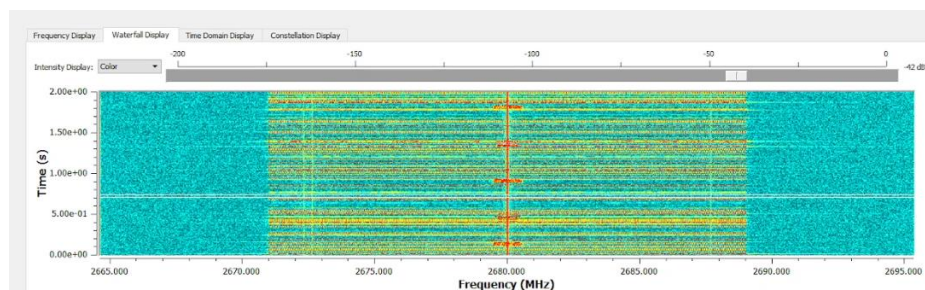 Frequency Display Waterfall Display Time Domain Display Constellation Display
-200 -150 -100 -50 0
Intensity Display: Color -42 dB
2.00e+00
1.50e+00
1.00e+00
5.00e-01
0.00e+00
Time (s)
2665.000 2670.000 2675.000 2680.000 2685.000 2690.000 2695.000
Frequency (MHz)